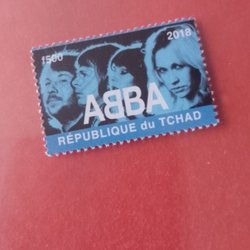 1500 2018
ABBA
RÉPUBLIQUE du TCHAD